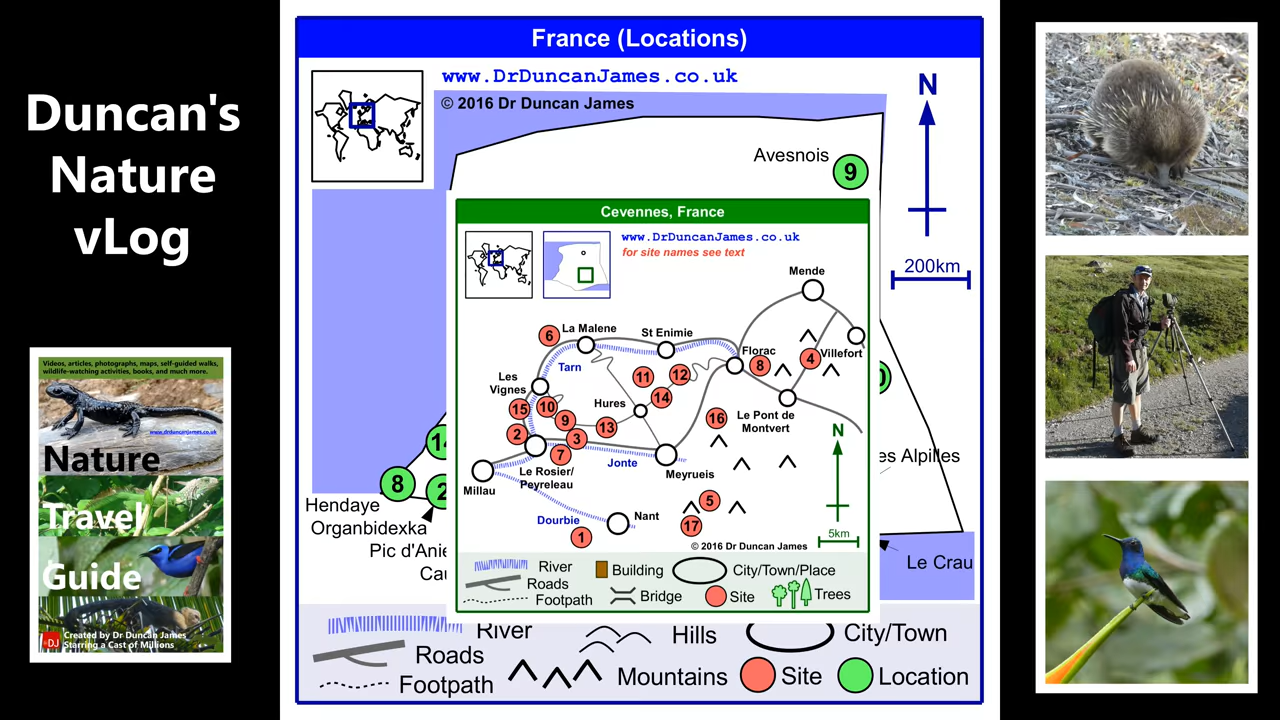 Duncan's
Nature
vLog
Videos, articles, photographs, maps, self-guided walks,
wildlife-watching activities, books, and much more.
www.drduncanjames.co.uk
Nature
Travel
Guide
DJ
Created by Dr Duncan James
Starring a Cast of Millions
France (Locations)
www.DrDuncanJames.co.uk
© 2016 Dr Duncan James
N
200km
Avesnois
9
8
2
Hendaye
Organbidexka
Pic d'Anie
es Alpilles
Le Crau
River
Roads
Footpath
Hills
Mountains
City/Town
Site
Location
Cevennes, France
www.DrDuncanJames.co.uk
for site names see text
Mende
6
La Malene
St Enimie
Florac
8
4
Villefort
Tarn
Les
Vignes
11
12
14
15
10
9
Hures
13
16
Le Pont de
Montvert
2
3
7
Jonte
Meyrueis
Le Rosier/
Peyreleau
Millau
N
5
17
Dourbie
Nant
1
5km
© 2016 Dr Duncan James
River
Roads
Footpath
Building
Bridge
City/Town/Place
Site
Trees